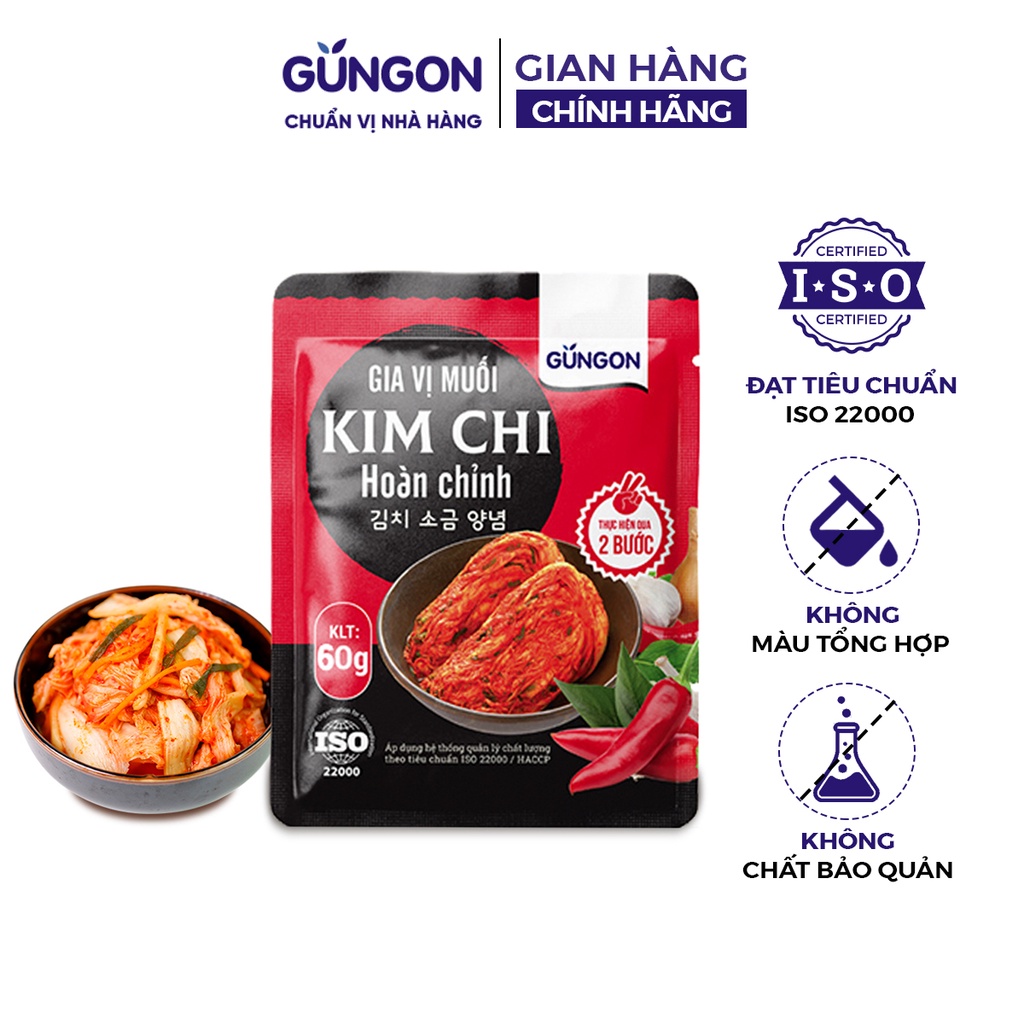 GÜNGON
CHUẨN VỊ NHÀ HÀNG
GIAN HÀNG
CHÍNH HÃNG
GÜNGON
GIA VỊ MUỐI
KIM CHI
Hoàn chỉnh
김치 소금 양념
THỰC HIỆN QUA
2 BƯỚC
KLT:
60g
ISO
22000
Áp dụng hệ thống quản lý chất lượng
theo tiêu chuẩn ISO 22000 / HACCP
CERTIFIED
I★S★O
CERTIFIED
ĐẠT TIÊU CHUẨN
ISO 22000
KHÔNG
MÀU TỔNG HỢP
KHÔNG
CHẤT BẢO QUẢN